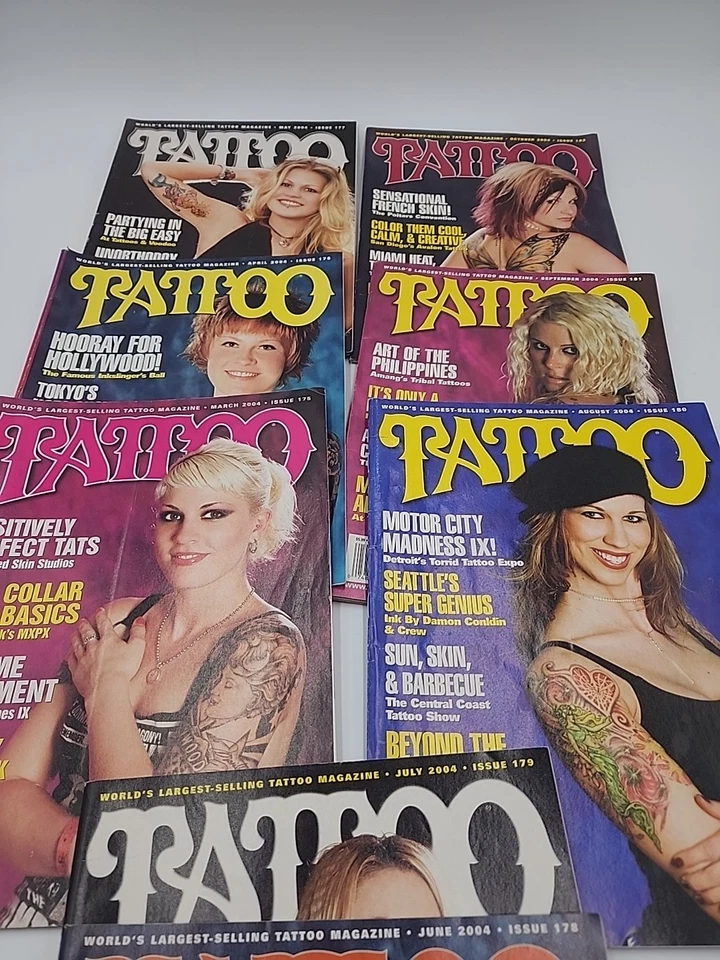 WORLD'S LARGEST-SELLING TATTOO MAGAZINE • MAY 2004 • ISSUE 177
TATTOO
PARTYING IN
THE BIG EASY
At Tattoos & Voodoo
UNORTHODOX
WORLD'S LARGEST-SELLING TATTOO MAGAZINE • OCTOBER 2004 • ISSUE
TATTOO
SENSATIONAL
FRENCH SKIN!
The Poitiers Convention
COLOR THEM COOL,
CALM, & CREATIVE
San Diego's Avalon
MIAMI HEAT,
WORLD'S LARGEST-SELLING TATTOO MAGAZINE • APRIL 2004 • ISSUE 176
TATTOO
HOORAY FOR
HOLLYWOOD!
The Famous Inkslinger's Ball
TOKYO'S
WORLD'S LARGEST-SELLING TATTOO MAGAZINE • SEPTEMBER 2004 • ISSUE 181
TATTOO
ART OF THE
PHILIPPINES
Amang's Tribal Tattoos
IT'S ONLY A
WORLD'S LARGEST-SELLING TATTOO MAGAZINE • MARCH 2004 • ISSUE 175
TATTOO
SITIVELY
FECT TATS
ed Skin Studios
COLLAR
BASICS
k's MXPX
ME
MENT
nes IX
WORLD'S LARGEST-SELLING TATTOO MAGAZINE • AUGUST 2004 • ISSUE 180
TATTOO
MOTOR CITY
MADNESS IX!
Detroit's Torrid Tattoo Expo
SEATTLE'S
SUPER GENIUS
Ink By Damon Conklin
& Crew
SUN, SKIN,
& BARBECUE
The Central Coast
Tattoo Show
BEYOND THE
WORLD'S LARGEST-SELLING TATTOO MAGAZINE • JULY 2004 • ISSUE 179
TATTOO
WORLD'S LARGEST-SELLING TATTOO MAGAZINE • JUNE 2004 • ISSUE 178
TATTOO